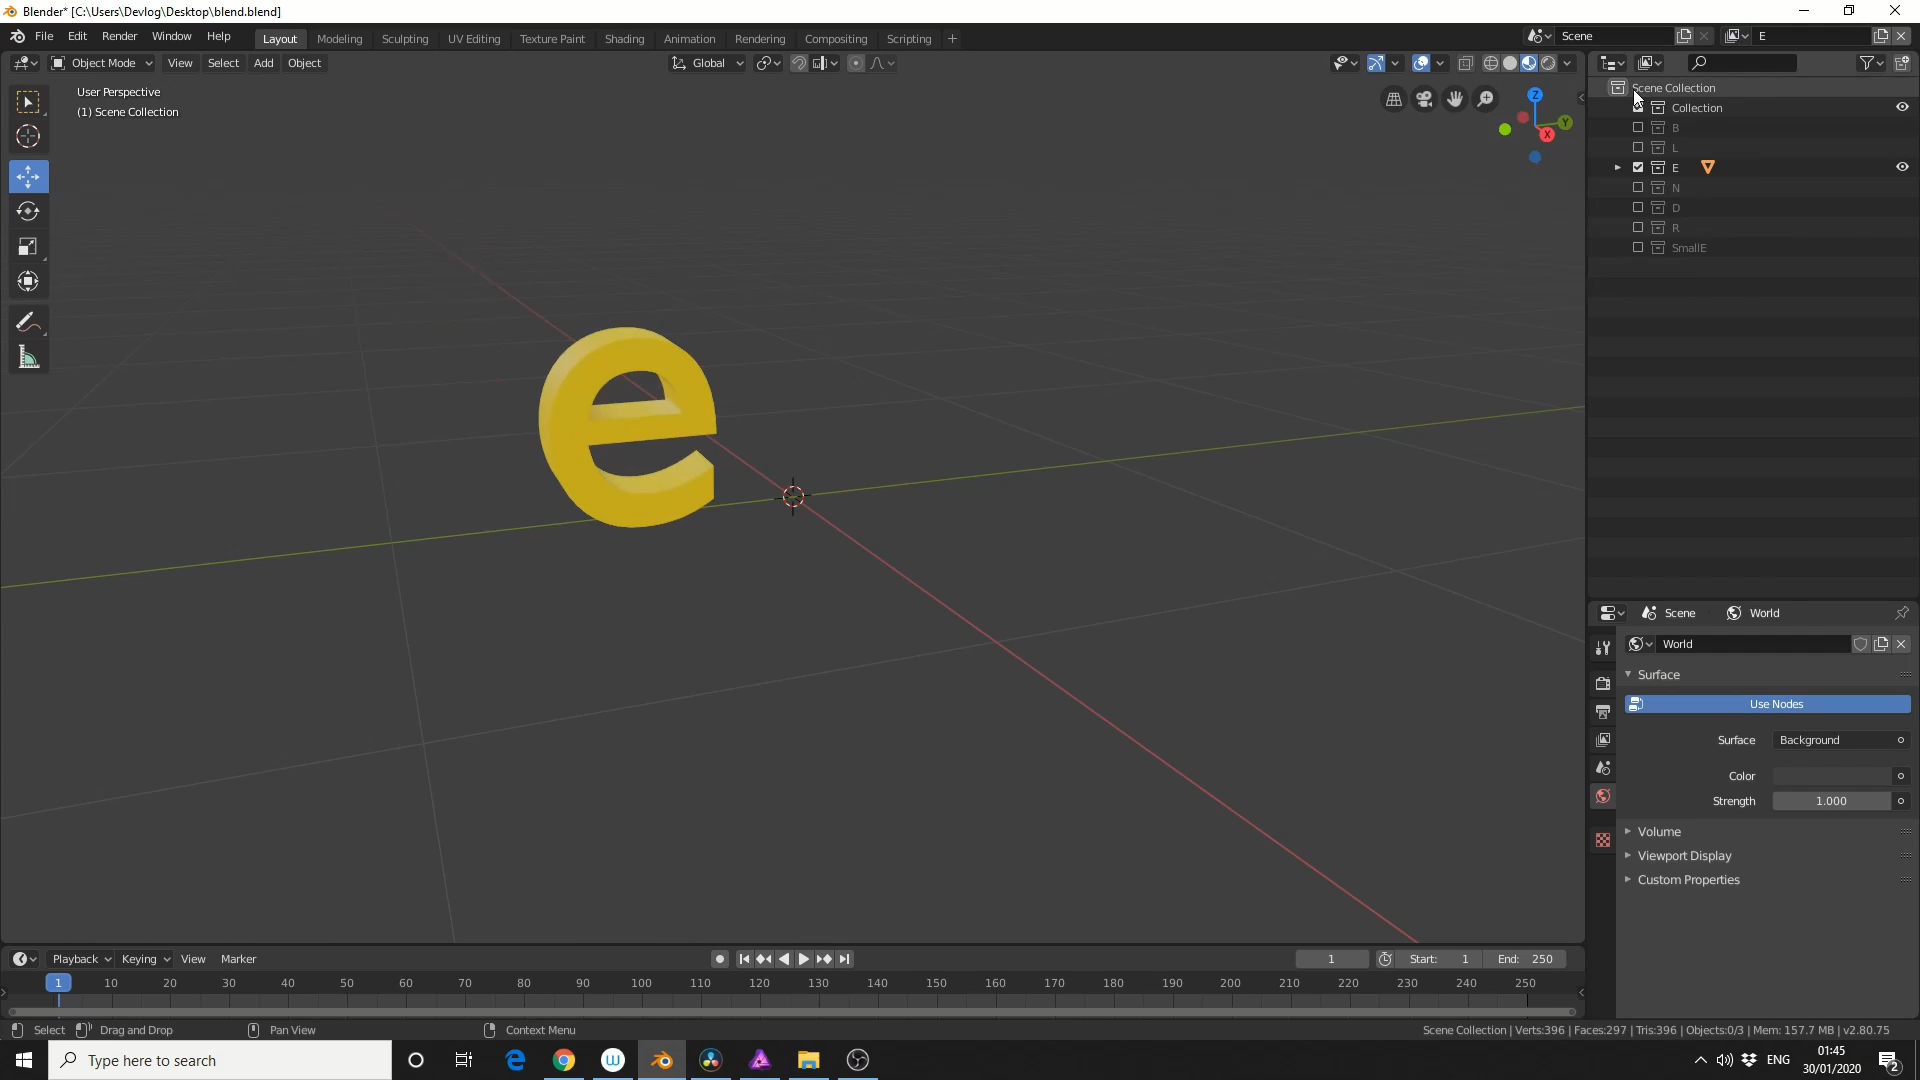 Blender* [C:\Users\Devlog\Desktop\blend.blend]
File Edit Render Window Help Layout Modeling Sculpting UV Editing Texture Paint Shading Animation Rendering Compositing Scripting + Scene E
Object Mode View Select Add Object Global
User Perspective
(1) Scene Collection
Z
Y
X
e
Scene Collection
Collection
B
L
E
N
D
R
SmallE
Scene World
World
Surface
Use Nodes
Surface Background
Color
Strength 1.000
Volume
Viewport Display
Custom Properties
Playback Keying View Marker 1 Start: 1 End: 250
1 10 20 30 40 50 60 70 80 90 100 110 120 130 140 150 160 170 180 190 200 210 220 230 240 250
Select Drag and Drop Pan View Context Menu Scene Collection | Verts:396 | Faces:297 | Tris:396 | Objects:0/3 | Mem: 157.7 MB | v2.80.75
Type here to search ENG 01:45
30/01/2020 2